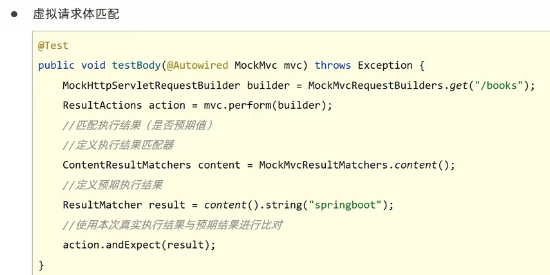 ● 虚拟请求体匹配
@Test
public void testBody(@Autowired MockMvc mvc) throws Exception {
    MockHttpServletRequestBuilder builder = MockMvcRequestBuilders.get("/books");
    ResultActions action = mvc.perform(builder);
    //匹配执行结果（是否预期值）
    //定义执行结果匹配器
    ContentResultMatchers content = MockMvcResultMatchers.content();
    //定义预期执行结果
    ResultMatcher result = content().string("springboot");
    //使用本次真实执行结果与预期结果进行比对
    action.andExpect(result);
}